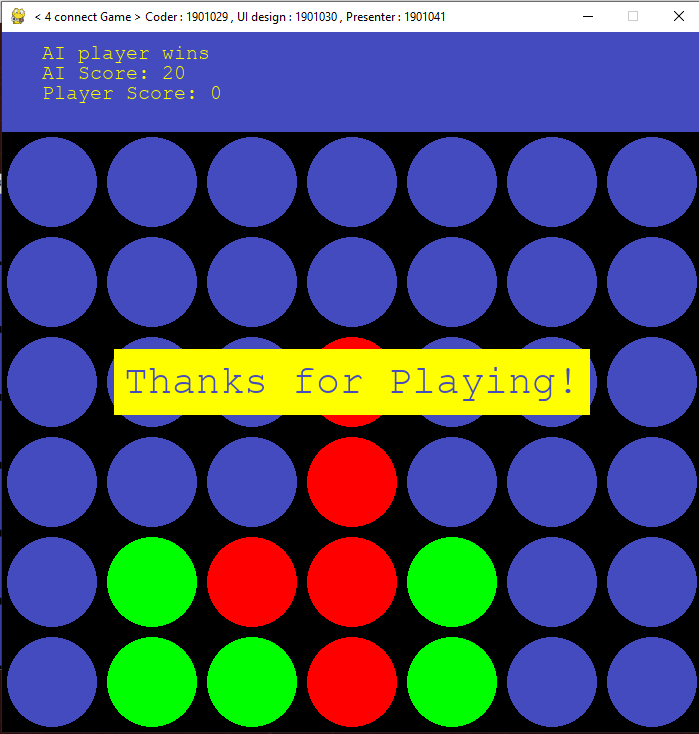 < 4 connect Game > Coder : 1901029 , UI design : 1901030 , Presenter : 1901041
AI player wins
AI Score: 20
Player Score: 0
Thanks for Playing!